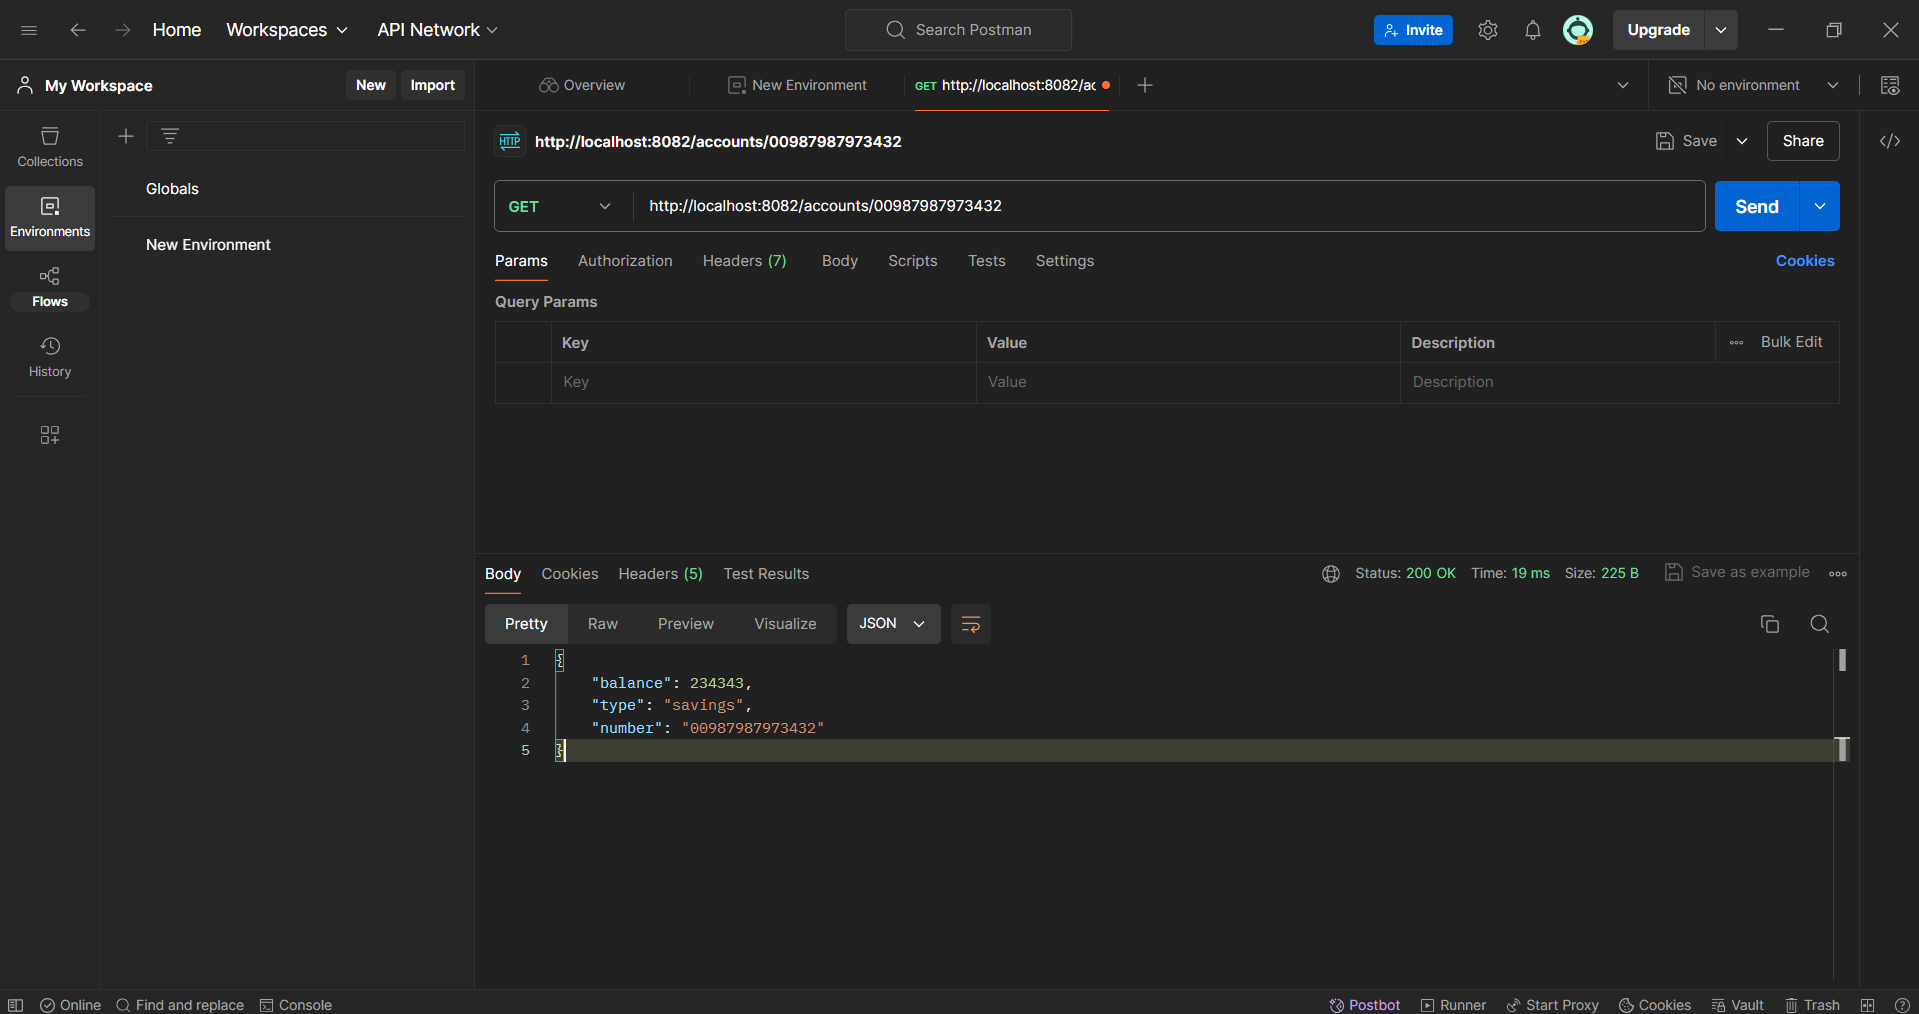 Home Workspaces API Network Search Postman Invite Upgrade
My Workspace New Import Overview New Environment GET http://localhost:8082/ac No environment
Collections
Environments
Flows
History
Globals
New Environment
HTTP http://localhost:8082/accounts/00987987973432 Save Share
GET http://localhost:8082/accounts/00987987973432 Send
Params Authorization Headers (7) Body Scripts Tests Settings Cookies
Query Params
Key Value Description Bulk Edit
Key Value Description
Body Cookies Headers (5) Test Results Status: 200 OK Time: 19 ms Size: 225 B Save as example
Pretty Raw Preview Visualize JSON
1 {
2 "balance": 234343,
3 "type": "savings",
4 "number": "00987987973432"
5 }
Online Find and replace Console Postbot Runner Start Proxy Cookies Vault Trash